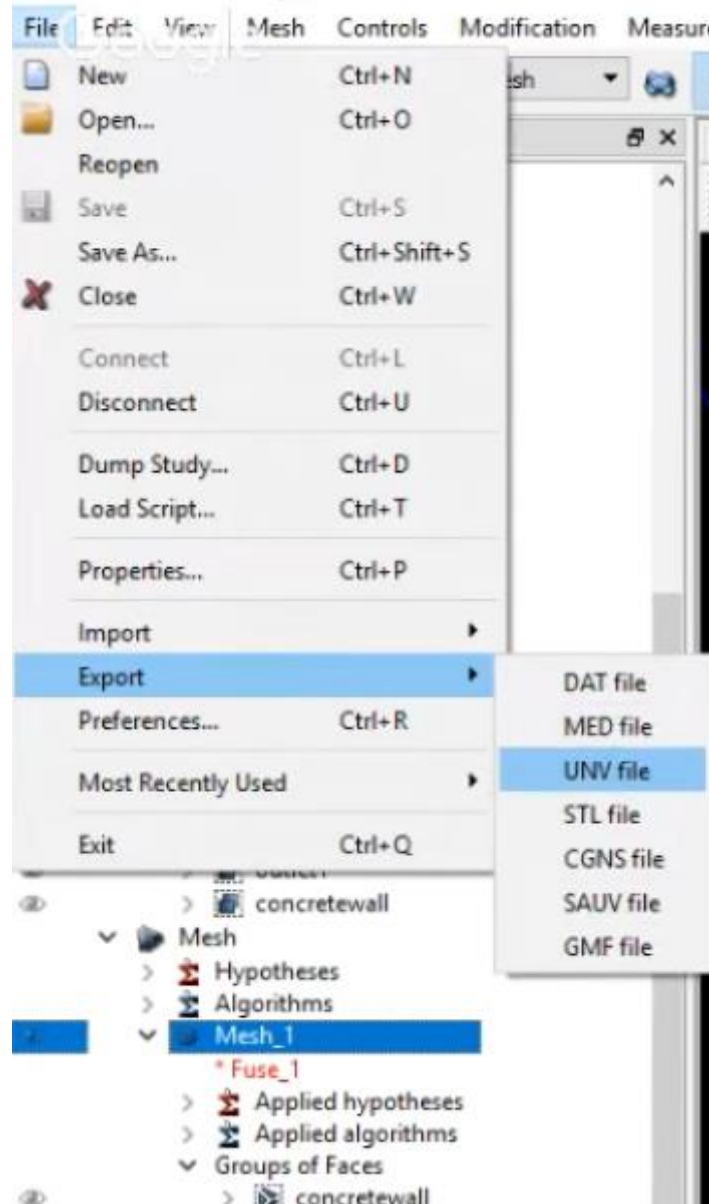 File Edit View Mesh Controls Modification Measur
Google
New Ctrl+N
esh
Open... Ctrl+O
Reopen
Save Ctrl+S
Save As... Ctrl+Shift+S
Close Ctrl+W
Connect Ctrl+L
Disconnect Ctrl+U
Dump Study... Ctrl+D
Load Script... Ctrl+T
Properties... Ctrl+P
Import
Export
DAT file
Preferences... Ctrl+R
MED file
UNV file
Most Recently Used
STL file
Exit Ctrl+Q
CGNS file
SAUV file
GMF file
concretewall
Mesh
Hypotheses
Algorithms
Mesh_1
* Fuse_1
Applied hypotheses
Applied algorithms
Groups of Faces
concretewall